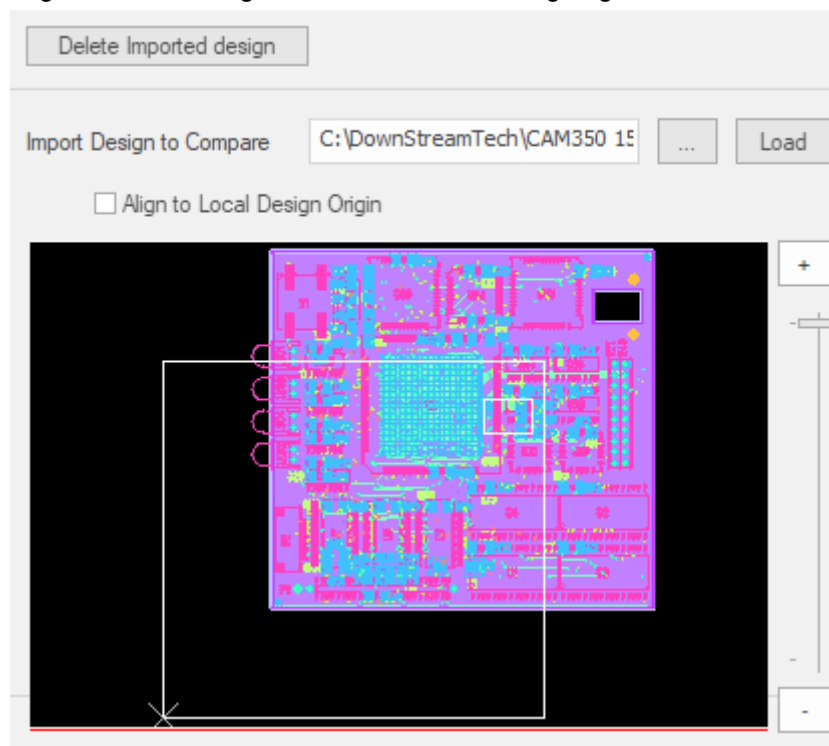 Delete Imported design
Import Design to Compare C:\DownStreamTech\CAM350 15 ... Load
Align to Local Design Origin
+
-